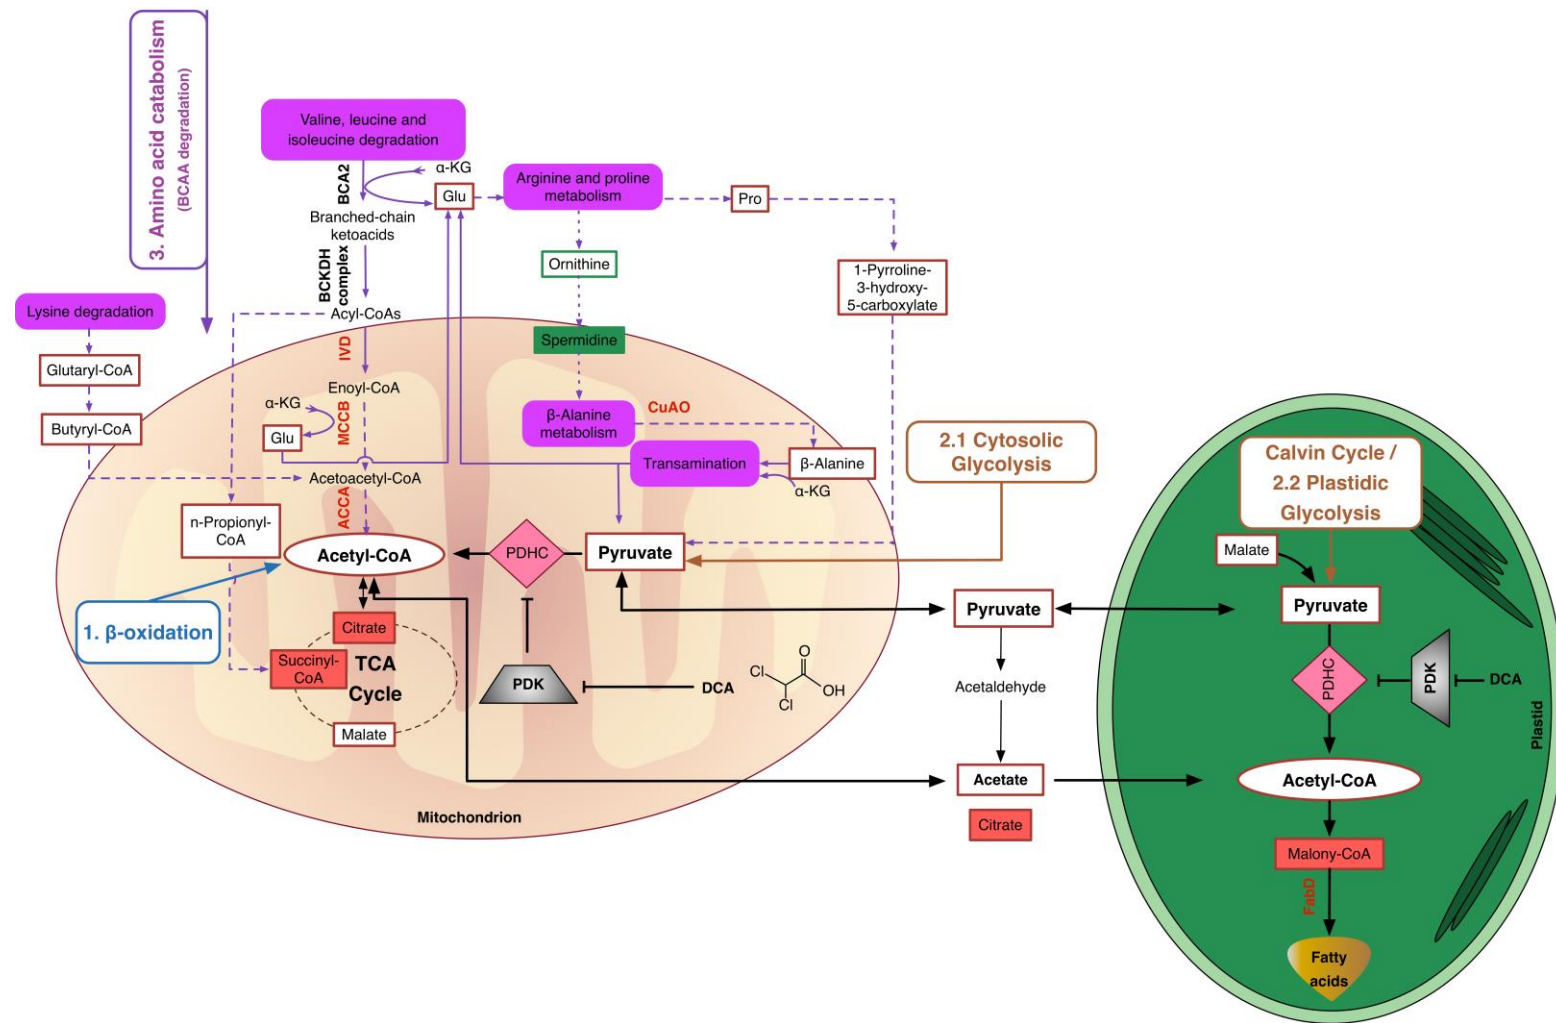 3. Amino acid catabolism
(BCAA degradation)
Valine, leucine and
isoleucine degradation
BCA2
α-KG
Glu
Arginine and proline
metabolism
Pro
Branched-chain
ketoacids
BCKDH
complex
Ornithine
1-Pyrroline-
3-hydroxy-
5-carboxylate
Lysine degradation
Acyl-CoAs
Spermidine
IVD
Glutaryl-CoA
Enoyl-CoA
α-KG
MCCB
Glu
Butyryl-CoA
β-Alanine
metabolism
CuAO
Transamination
β-Alanine
α-KG
Acetoacetyl-CoA
ACCA
2.1 Cytosolic
Glycolysis
Calvin Cycle /
2.2 Plastidic
Glycolysis
n-Propionyl-
CoA
Acetyl-CoA
PDHC
Pyruvate
Malate
Pyruvate
Pyruvate
1. β-oxidation
Citrate
Succinyl-
CoA
TCA
Cycle
Malate
PDK
DCA
Cl
Cl
O
OH
Acetaldehyde
PDHC
PDK
DCA
Plastid
Acetate
Citrate
Acetyl-CoA
Mitochondrion
Malony-CoA
FabD
Fatty
acids